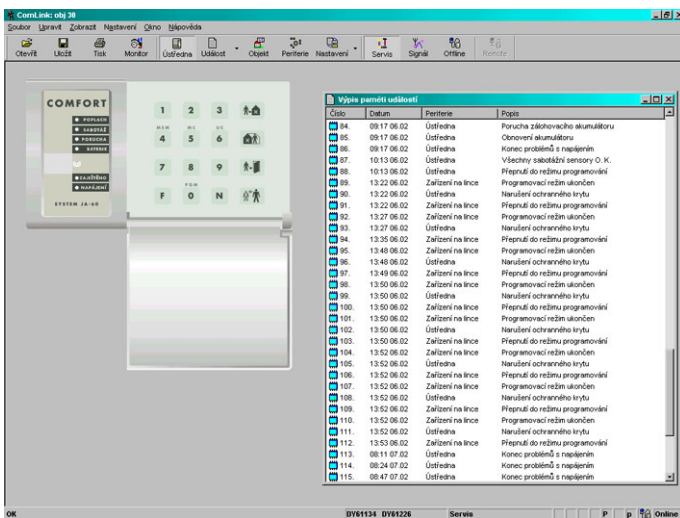 ComLink: obj 30
Soubor Upravit Zobrazit Nastavení Okno Nápověda
Otevřít Uložit Tisk Monitor Ústředna Událost Objekt Periferie Nastavení Servis Signál Offline Remote
COMFORT
POPLACH
SABOTÁŽ
PORUCHA
BATERIE
ZAJIŠTĚNO
NAPÁJENÍ
SYSTEM JA-60
1 2 3
MEM
4 5 6
7 8 9
PGM
F 0 N
Výpis paměti událostí
Číslo Datum Periferie Popis
84. 09:17 06.02 Ústředna Porucha zálohovacího akumulátoru
85. 09:17 06.02 Ústředna Obnovení akumulátoru
86. 09:17 06.02 Ústředna Konec problémů s napájením
87. 10:13 06.02 Ústředna Všechny sabotážní sensory O. K.
88. 10:13 06.02 Ústředna Přepnutí do režimu programování
89. 13:22 06.02 Zařízení na lince Programovací režim ukončen
90. 13:22 06.02 Ústředna Narušení ochranného krytu
91. 13:22 06.02 Zařízení na lince Přepnutí do režimu programování
92. 13:27 06.02 Zařízení na lince Programovací režim ukončen
93. 13:27 06.02 Ústředna Narušení ochranného krytu
94. 13:35 06.02 Zařízení na lince Přepnutí do režimu programování
95. 13:48 06.02 Zařízení na lince Programovací režim ukončen
96. 13:48 06.02 Ústředna Narušení ochranného krytu
97. 13:49 06.02 Zařízení na lince Přepnutí do režimu programování
98. 13:50 06.02 Zařízení na lince Programovací režim ukončen
99. 13:50 06.02 Ústředna Narušení ochranného krytu
100. 13:50 06.02 Zařízení na lince Přepnutí do režimu programování
101. 13:50 06.02 Zařízení na lince Programovací režim ukončen
102. 13:50 06.02 Ústředna Narušení ochranného krytu
103. 13:50 06.02 Zařízení na lince Přepnutí do režimu programování
104. 13:52 06.02 Zařízení na lince Programovací režim ukončen
105. 13:52 06.02 Ústředna Narušení ochranného krytu
106. 13:52 06.02 Zařízení na lince Přepnutí do režimu programování
107. 13:52 06.02 Zařízení na lince Programovací režim ukončen
108. 13:52 06.02 Ústředna Narušení ochranného krytu
109. 13:52 06.02 Zařízení na lince Přepnutí do režimu programování
110. 13:52 06.02 Zařízení na lince Programovací režim ukončen
111. 13:52 06.02 Ústředna Narušení ochranného krytu
112. 13:53 06.02 Zařízení na lince Přepnutí do režimu programování
113. 08:11 07.02 Ústředna Konec problémů s napájením
114. 08:24 07.02 Ústředna Konec problémů s napájením
115. 08:47 07.02 Ústředna Konec problémů s napájením
OK DY61134 DY61226 Servis P p Online